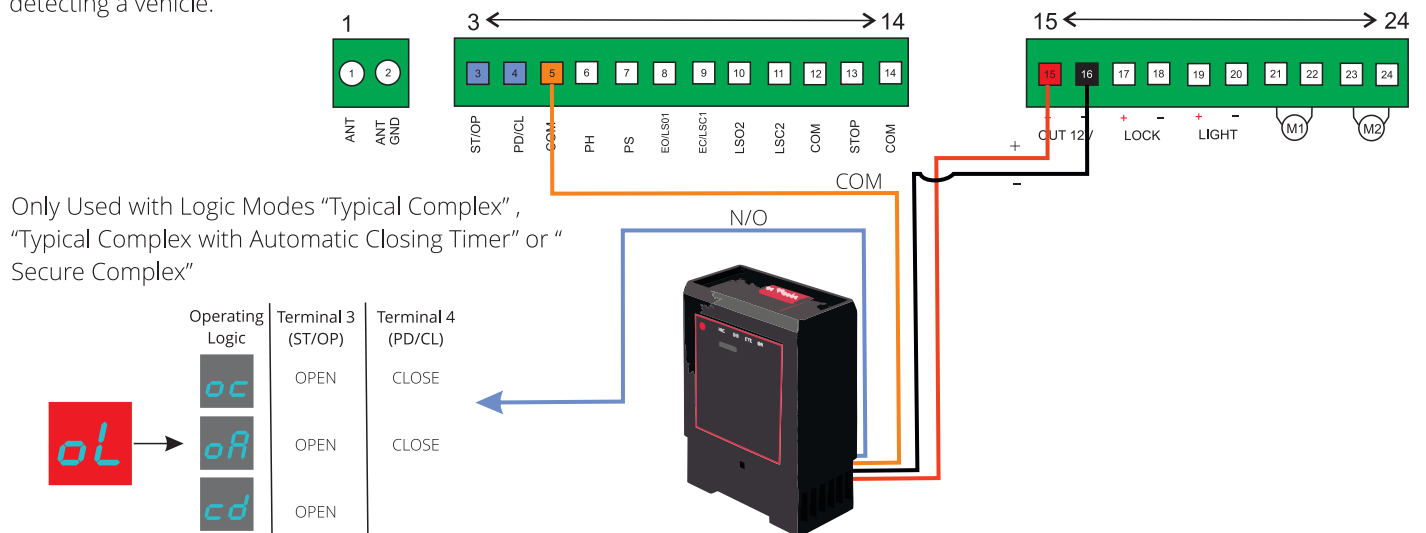 detecting a vehicle.
1
3
14
15
24
1 2
3 4 5 6 7 8 9 10 11 12 13 14
15 16 17 18 19 20 21 22 23 24
ANT
ANT GND
ST/OP
PD/CL
COM
PH
PS
EO/LS01
EC/LSC1
LSO2
LSC2
COM
STOP
COM
+ - + - + -
OUT 12V LOCK LIGHT M1 M2
+
-
COM
N/O
Only Used with Logic Modes “Typical Complex” ,
“Typical Complex with Automatic Closing Timer” or “
Secure Complex”
Operating Terminal 3 Terminal 4
Logic (ST/OP) (PD/CL)
oL
oc OPEN CLOSE
oA OPEN CLOSE
cd OPEN